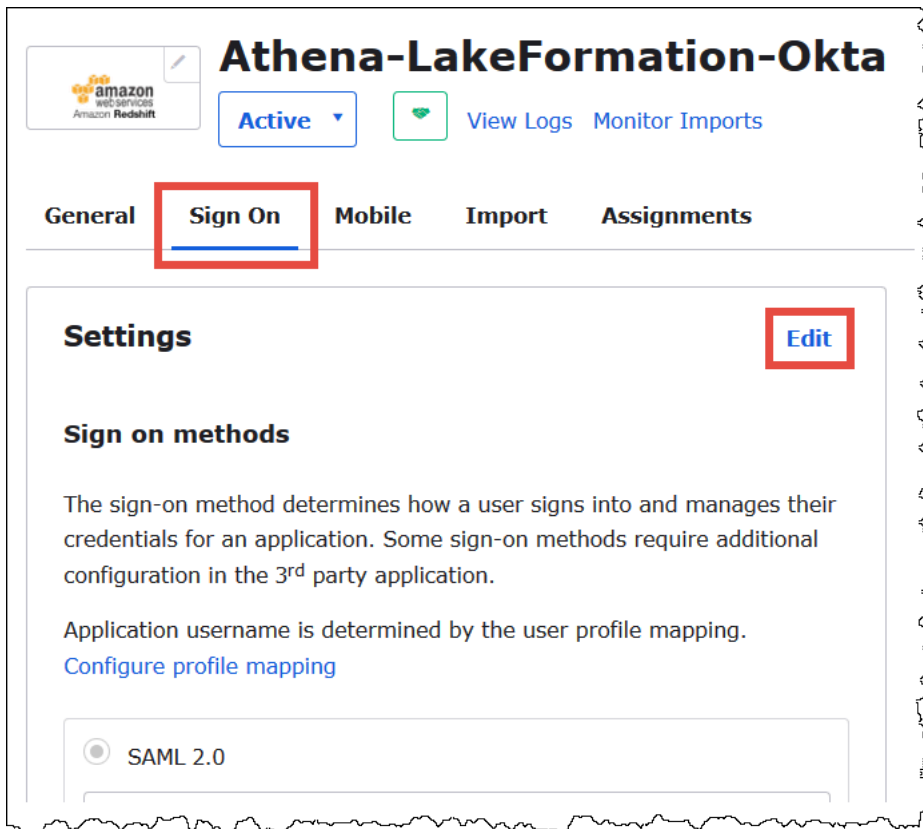 Athena-LakeFormation-Okta
amazon
webservices
Amazon Redshift
Active
View Logs
Monitor Imports
General
Sign On
Mobile
Import
Assignments
Settings
Edit
Sign on methods
The sign-on method determines how a user signs into and manages their
credentials for an application. Some sign-on methods require additional
configuration in the 3rd party application.
Application username is determined by the user profile mapping.
Configure profile mapping
SAML 2.0